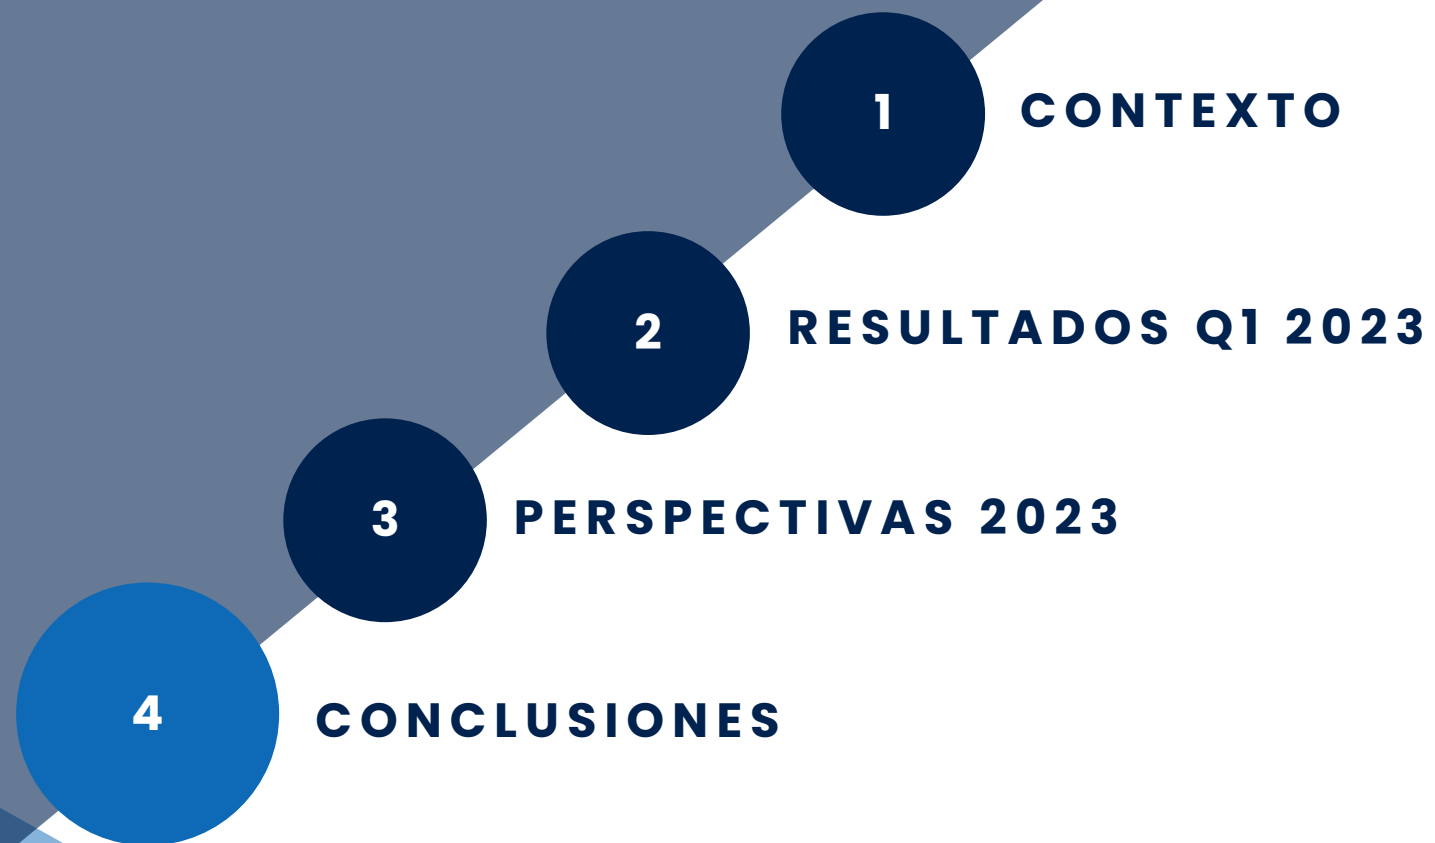 1 CONTEXTO
2 RESULTADOS Q1 2023
3 PERSPECTIVAS 2023
4 CONCLUSIONES